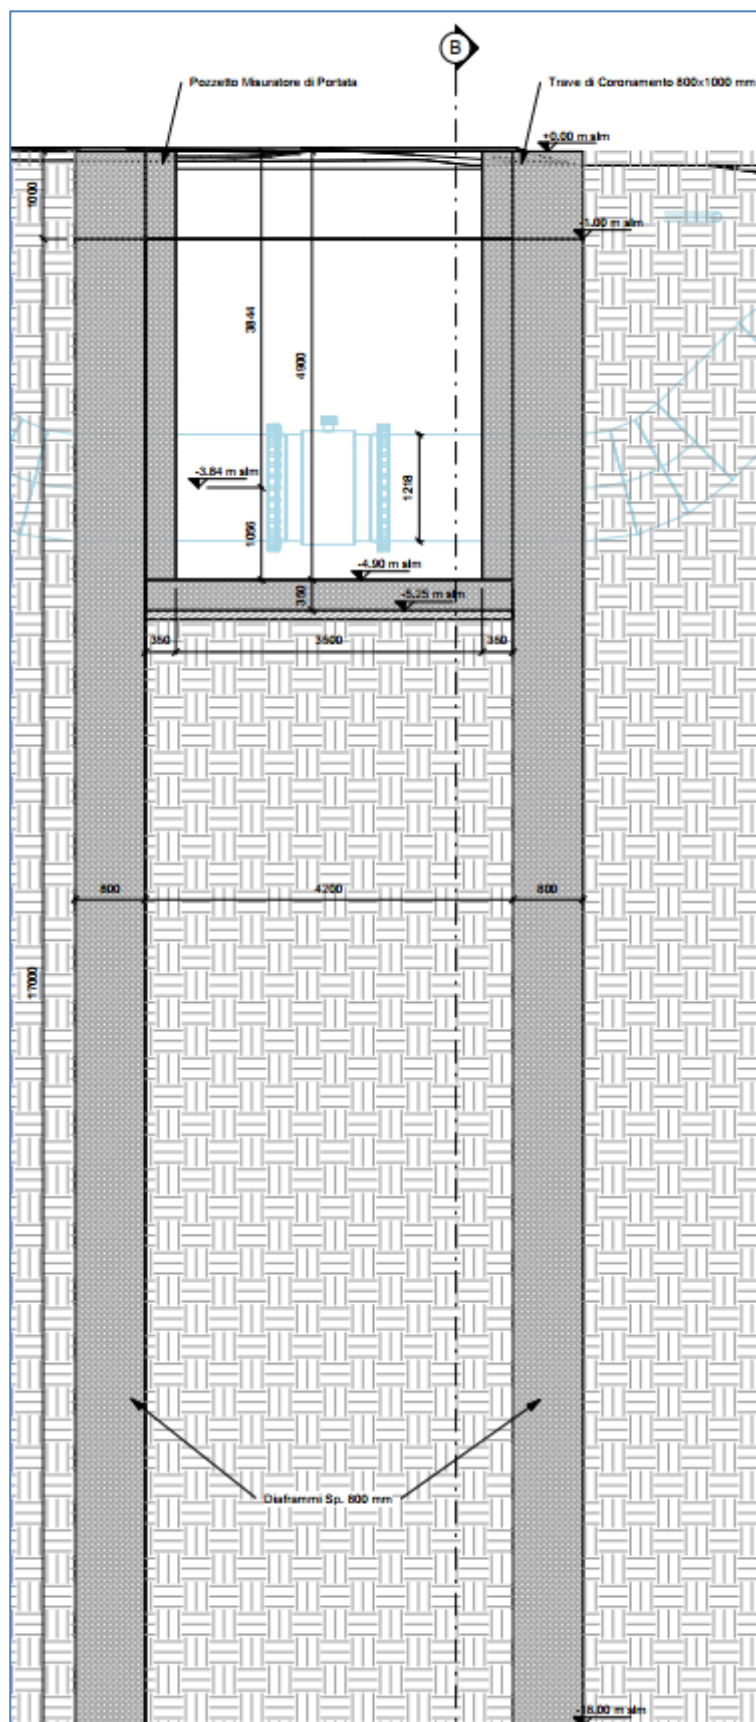 B
Pozzetto Misuratore di Portata
Trave di Coronamento 800x1000 mm
+0.00 m slm
1000
-1.00 m slm
3844
4900
-3.84 m slm
1218
1056
-4.90 m slm
350
-5.25 m slm
350
3500
350
800
4200
800
17000
Diaframmi Sp. 800 mm
-18.00 m slm